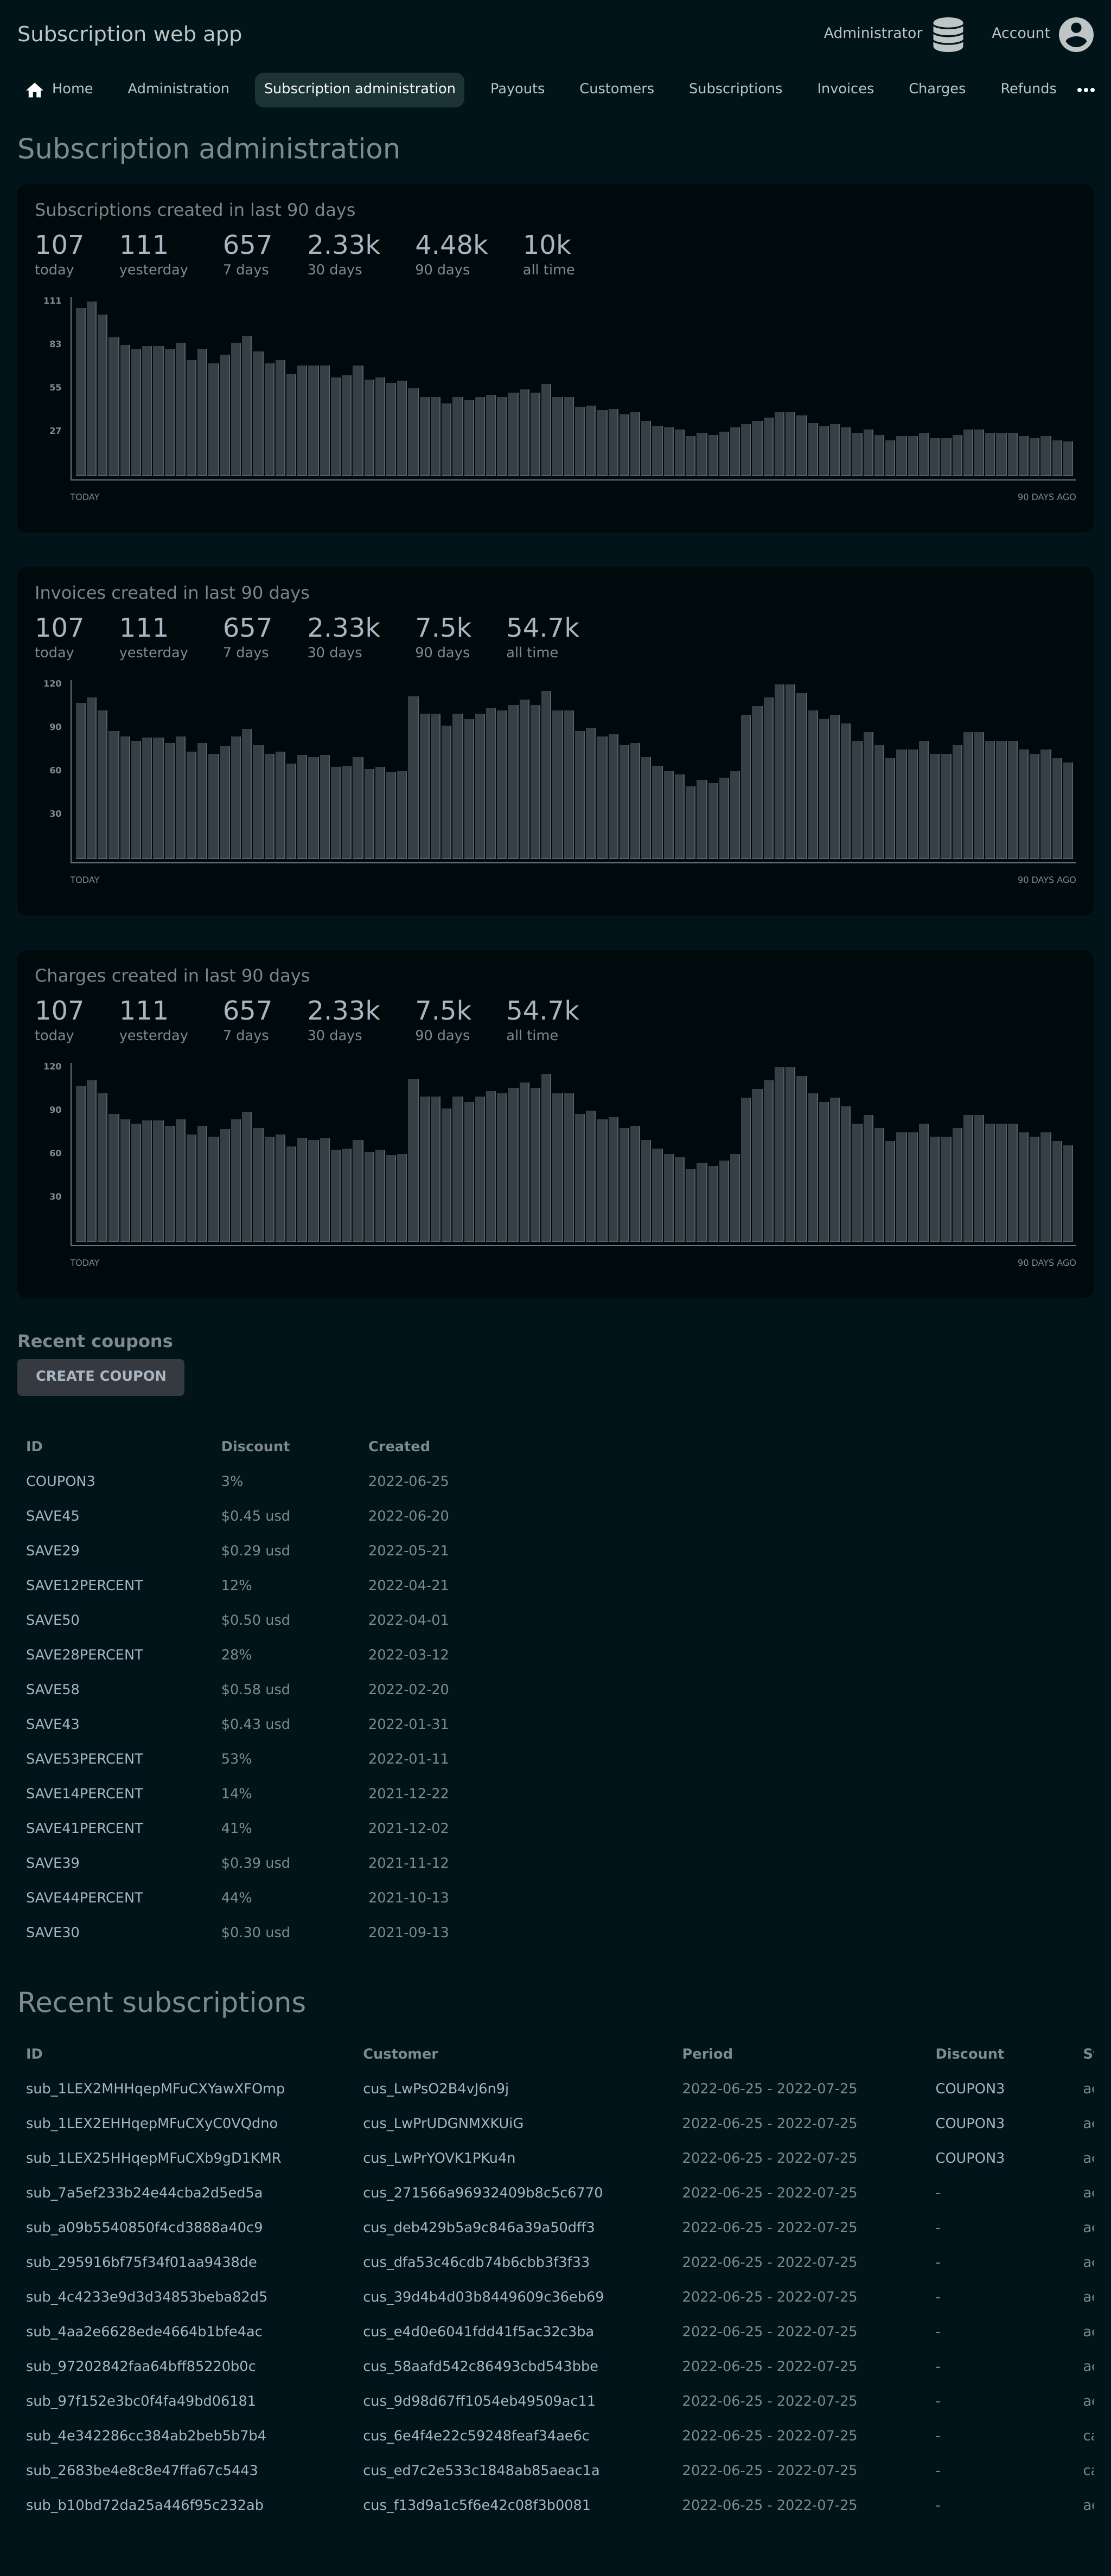 Subscription web app Administrator Account
Home Administration Subscription administration Payouts Customers Subscriptions Invoices Charges Refunds •••
Subscription administration
Subscriptions created in last 90 days
107 111 657 2.33k 4.48k 10k
today yesterday 7 days 30 days 90 days all time
111
83
55
27
TODAY 90 DAYS AGO
Invoices created in last 90 days
107 111 657 2.33k 7.5k 54.7k
today yesterday 7 days 30 days 90 days all time
120
90
60
30
TODAY 90 DAYS AGO
Charges created in last 90 days
107 111 657 2.33k 7.5k 54.7k
today yesterday 7 days 30 days 90 days all time
120
90
60
30
TODAY 90 DAYS AGO
Recent coupons
CREATE COUPON
ID Discount Created
COUPON3 3% 2022-06-25
SAVE45 $0.45 usd 2022-06-20
SAVE29 $0.29 usd 2022-05-21
SAVE12PERCENT 12% 2022-04-21
SAVE50 $0.50 usd 2022-04-01
SAVE28PERCENT 28% 2022-03-12
SAVE58 $0.58 usd 2022-02-20
SAVE43 $0.43 usd 2022-01-31
SAVE53PERCENT 53% 2022-01-11
SAVE14PERCENT 14% 2021-12-22
SAVE41PERCENT 41% 2021-12-02
SAVE39 $0.39 usd 2021-11-12
SAVE44PERCENT 44% 2021-10-13
SAVE30 $0.30 usd 2021-09-13
Recent subscriptions
ID Customer Period Discount
sub_1LEX2MHHqepMFuCXYawXFOmp cus_LwPsO2B4vJ6n9j 2022-06-25 - 2022-07-25 COUPON3
sub_1LEX2EHHqepMFuCXyC0VQdno cus_LwPrUDGNMXKUiG 2022-06-25 - 2022-07-25 COUPON3
sub_1LEX25HHqepMFuCXb9gD1KMR cus_LwPrYOVK1PKu4n 2022-06-25 - 2022-07-25 COUPON3
sub_7a5ef233b24e44cba2d5ed5a cus_271566a96932409b8c5c6770 2022-06-25 - 2022-07-25 -
sub_a09b5540850f4cd3888a40c9 cus_deb429b5a9c846a39a50dff3 2022-06-25 - 2022-07-25 -
sub_295916bf75f34f01aa9438de cus_dfa53c46cdb74b6cbb3f3f33 2022-06-25 - 2022-07-25 -
sub_4c4233e9d3d34853beba82d5 cus_39d4b4d03b8449609c36eb69 2022-06-25 - 2022-07-25 -
sub_4aa2e6628ede4664b1bfe4ac cus_e4d0e6041fdd41f5ac32c3ba 2022-06-25 - 2022-07-25 -
sub_97202842faa64bff85220b0c cus_58aafd542c86493cbd543bbe 2022-06-25 - 2022-07-25 -
sub_97f152e3bc0f4fa49bd06181 cus_9d98d67ff1054eb49509ac11 2022-06-25 - 2022-07-25 -
sub_4e342286cc384ab2beb5b7b4 cus_6e4f4e22c59248feaf34ae6c 2022-06-25 - 2022-07-25 -
sub_2683be4e8c8e47ffa67c5443 cus_ed7c2e533c1848ab85aeac1a 2022-06-25 - 2022-07-25 -
sub_b10bd72da25a446f95c232ab cus_f13d9a1c5f6e42c08f3b0081 2022-06-25 - 2022-07-25 -